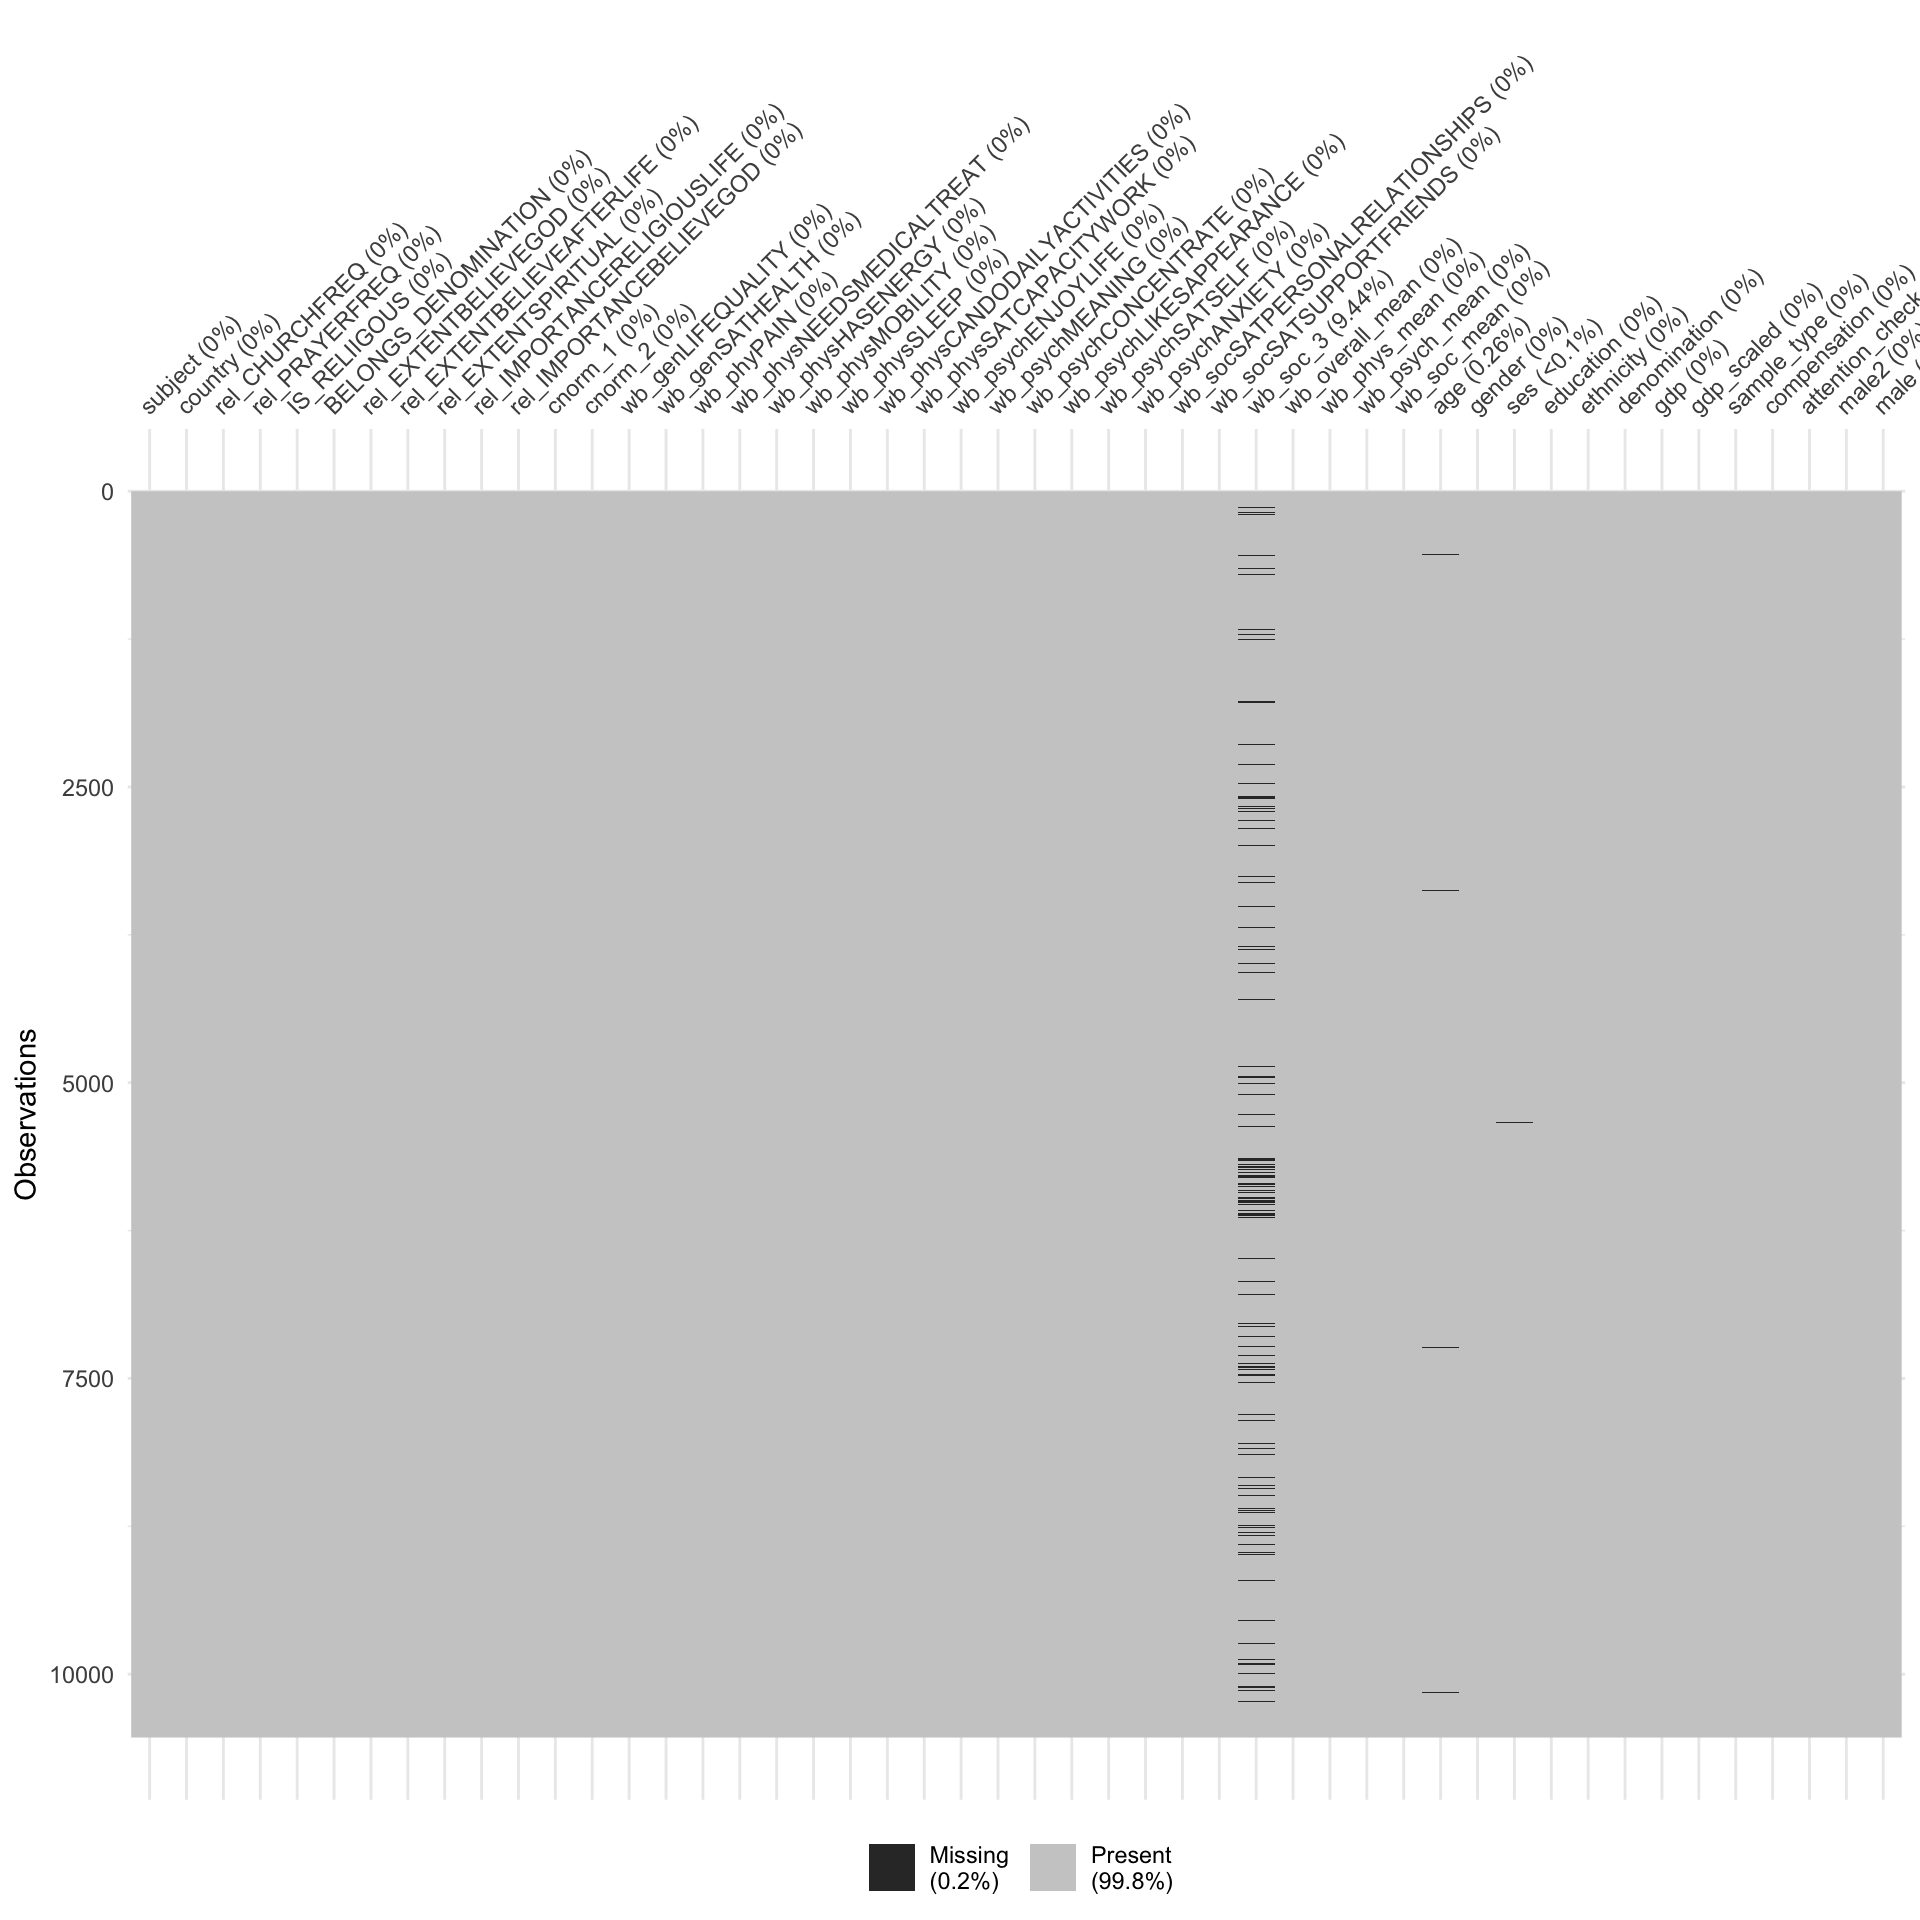 subject (0%)
country (0%)
rel_CHURCHFREQ (0%)
rel_PRAYERFREQ (0%)
IS_RELIIGOUS (0%)
BELONGS_DENOMINATION (0%)
rel_EXTENTBELIEVEGOD (0%)
rel_EXTENTBELIEVEAFTERLIFE (0%)
rel_EXTENTSPIRITUAL (0%)
rel_IMPORTANCERELIGIOUSLIFE (0%)
rel_IMPORTANCEBELIEVEGOD (0%)
cnorm_1 (0%)
cnorm_2 (0%)
wb_genLIFEQUALITY (0%)
wb_genSATHEALTH (0%)
wb_phyPAIN (0%)
wb_physNEEDSMEDICALTREAT (0%)
wb_physHASENERGY (0%)
wb_physMOBILITY (0%)
wb_physSLEEP (0%)
wb_physCANDODAILYACTIVITIES (0%)
wb_physSATCAPACITYWORK (0%)
wb_psychENJOYLIFE (0%)
wb_psychMEANING (0%)
wb_psychCONCENTRATE (0%)
wb_psychLIKESAPPEARANCE (0%)
wb_psychSATSELF (0%)
wb_psychANXIETY (0%)
wb_socSATPERSONALRELATIONSHIPS (0%)
wb_socSATSUPPORTFRIENDS (0%)
wb_soc_3 (9.44%)
wb_overall_mean (0%)
wb_phys_mean (0%)
wb_psych_mean (0%)
wb_soc_mean (0%)
age (0.26%)
gender (0%)
ses (<0.1%)
education (0%)
ethnicity (0%)
denomination (0%)
gdp (0%)
gdp_scaled (0%)
sample_type (0%)
compensation (0%)
attention_check
male2 (0%
male (
0
2500
5000
7500
10000
Observations
Missing
(0.2%)
Present
(99.8%)